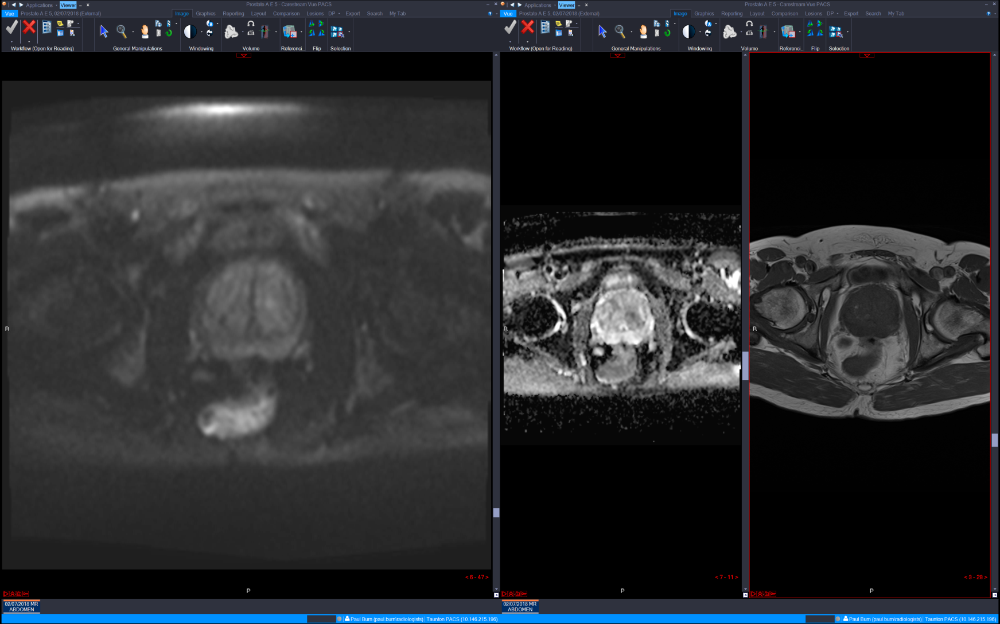 Applications Viewer Prostate A E 5 - Carestream Vue PACS
Vue Prostate A E 5, 02/07/2018 (External) Image Graphics Reporting Layout Comparison Lesions DP Export Search My Tab
Workflow (Open for Reading) General Manipulations Windowing Volume Referenci... Flip Selection
R
< 6 - 47 >
P
02/07/2018 MR
ABDOMEN
Paul Burn (paul.burn\radiologists) Taunton PACS (10.146.215.196)
Applications Viewer Prostate A E 5 - Carestream Vue PACS
Vue Prostate A E 5, 02/07/2018 (External) Image Graphics Reporting Layout Comparison Lesions DP Export Search My Tab
Workflow (Open for Reading) General Manipulations Windowing Volume Referenci... Flip Selection
R
R
< 7 - 11 >
< 3 - 28 >
P
P
02/07/2018 MR
ABDOMEN
Paul Burn (paul.burn\radiologists) Taunton PACS (10.146.215.196)